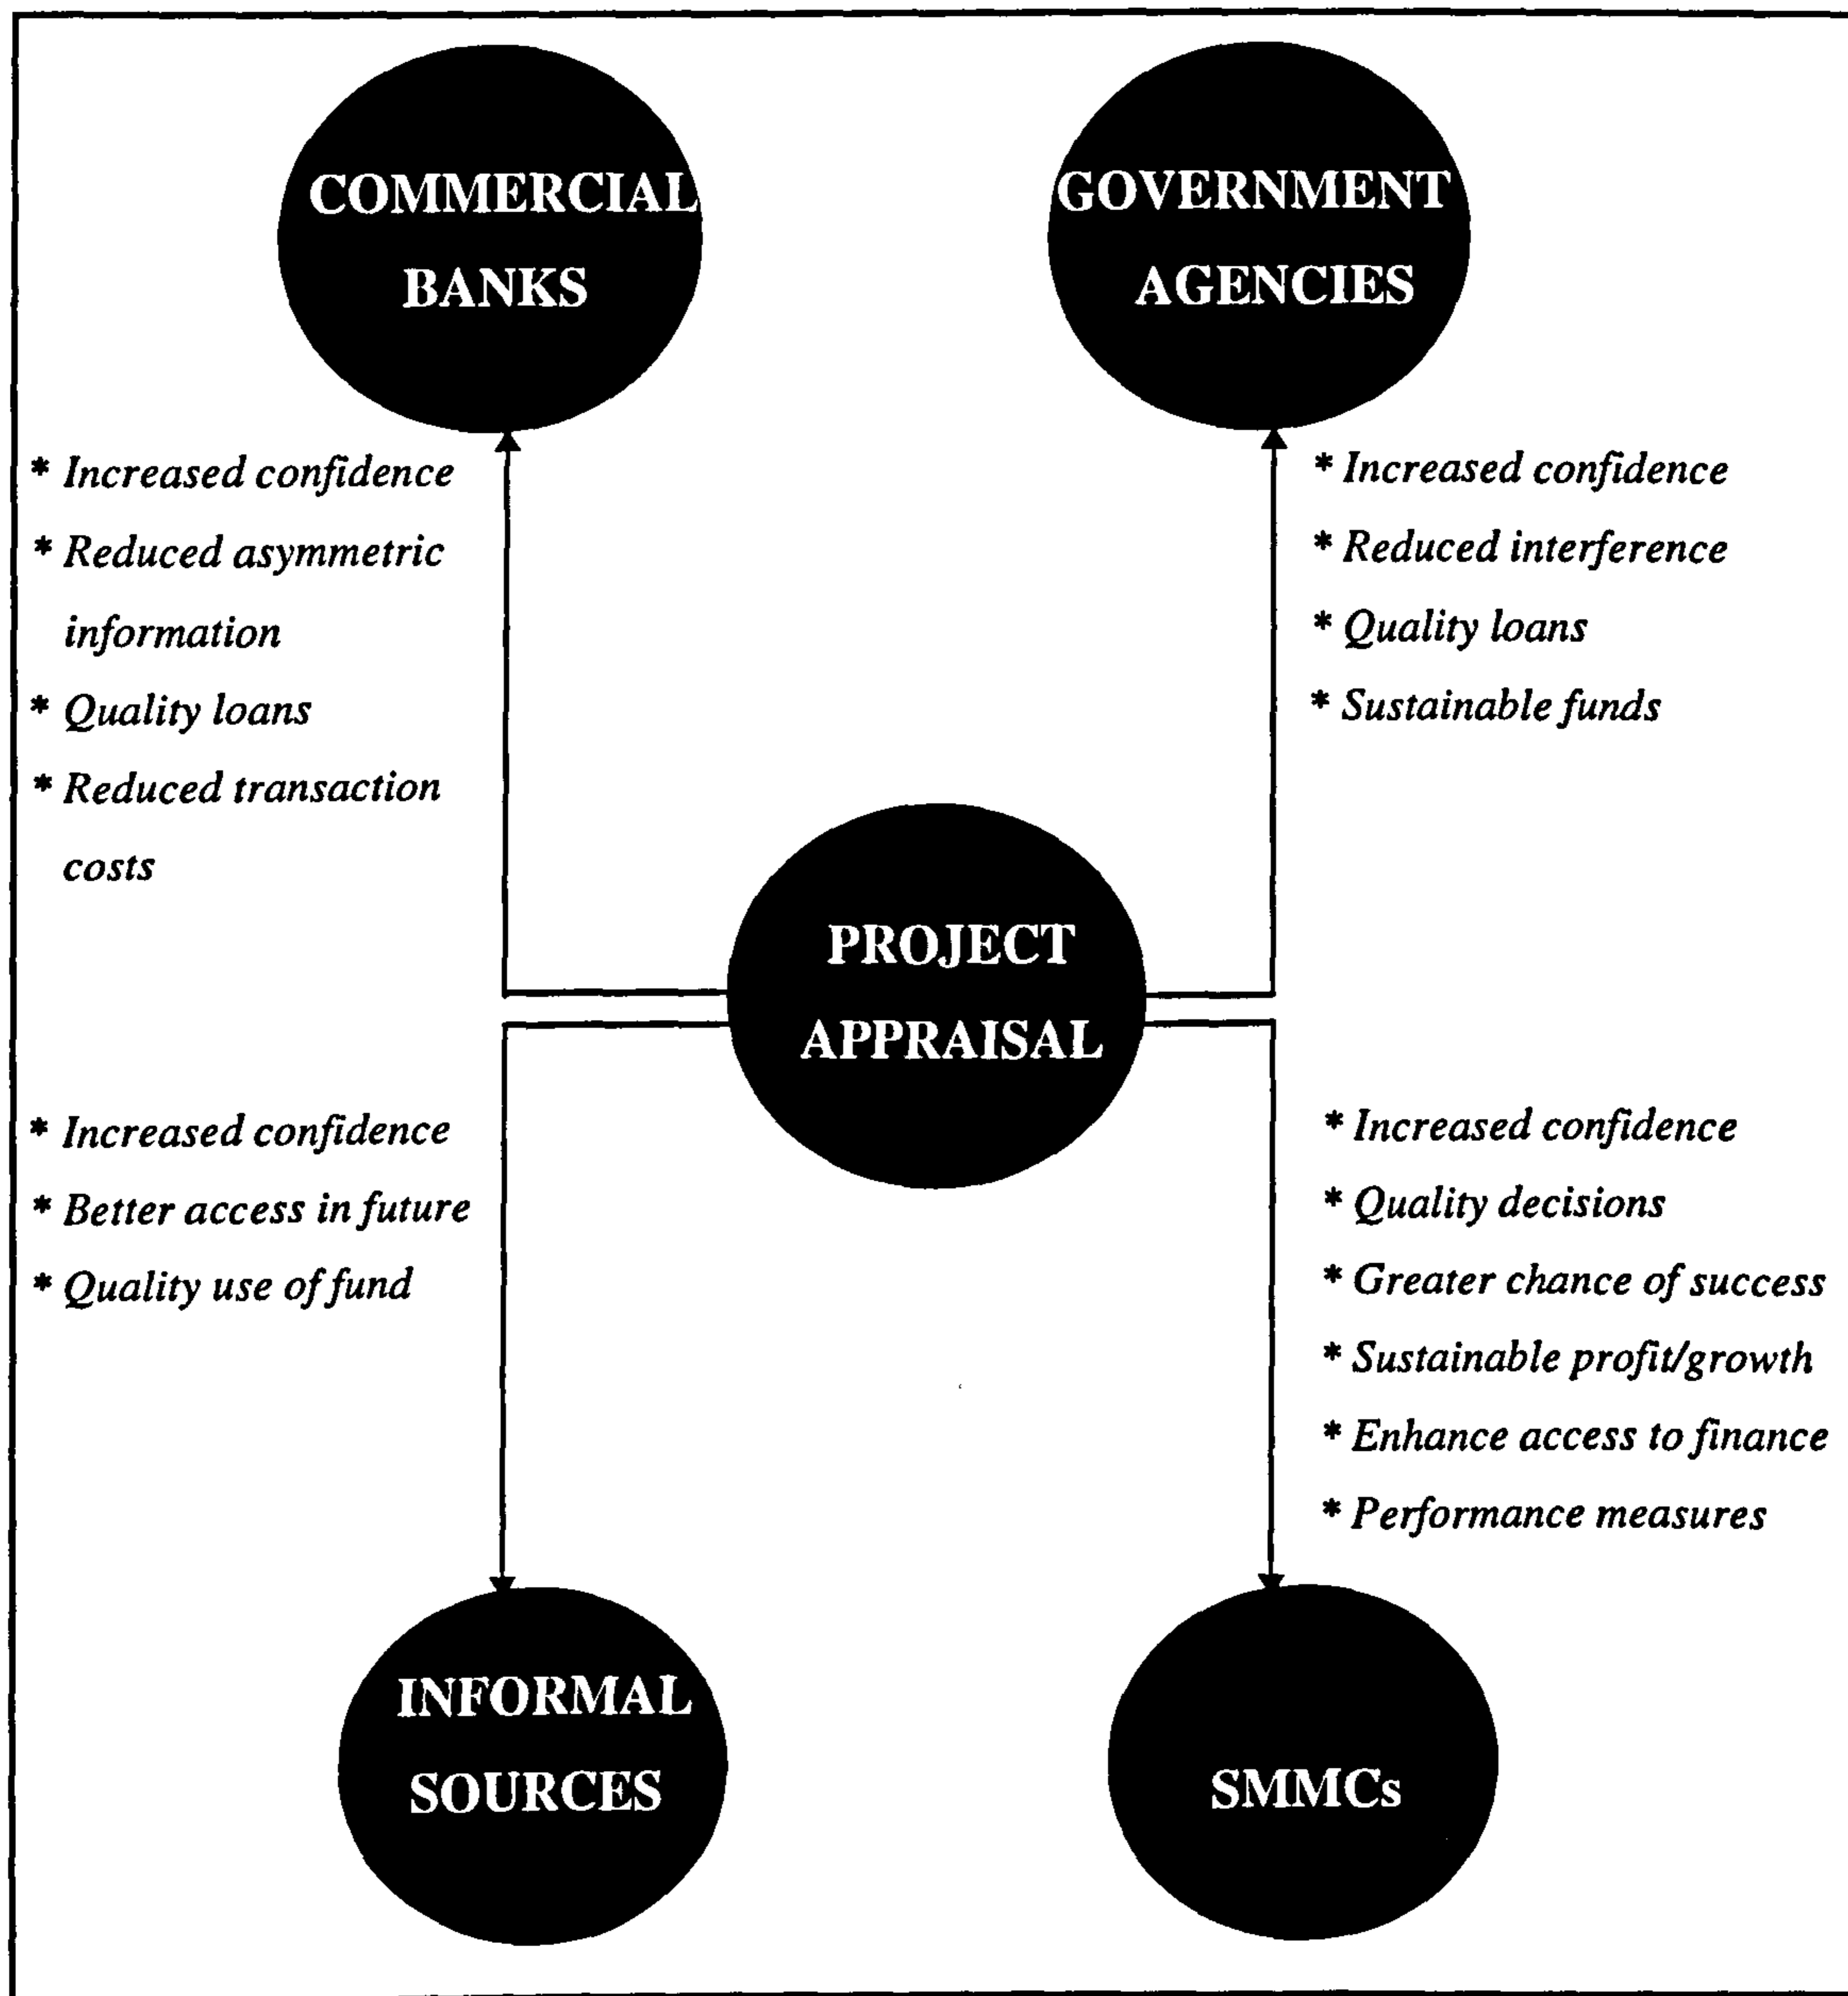 COMMERCIAL
BANKS
GOVERNMENT
AGENCIES
* Increased confidence
* Reduced asymmetric
information
* Quality loans
* Reduced transaction
costs
* Increased confidence
* Reduced interference
* Quality loans
* Sustainable funds
PROJECT
APPRAISAL
* Increased confidence
* Better access in future
* Quality use of fund
* Increased confidence
* Quality decisions
* Greater chance of success
* Sustainable profit/growth
* Enhance access to finance
* Performance measures
INFORMAL
SOURCES
SMMCs